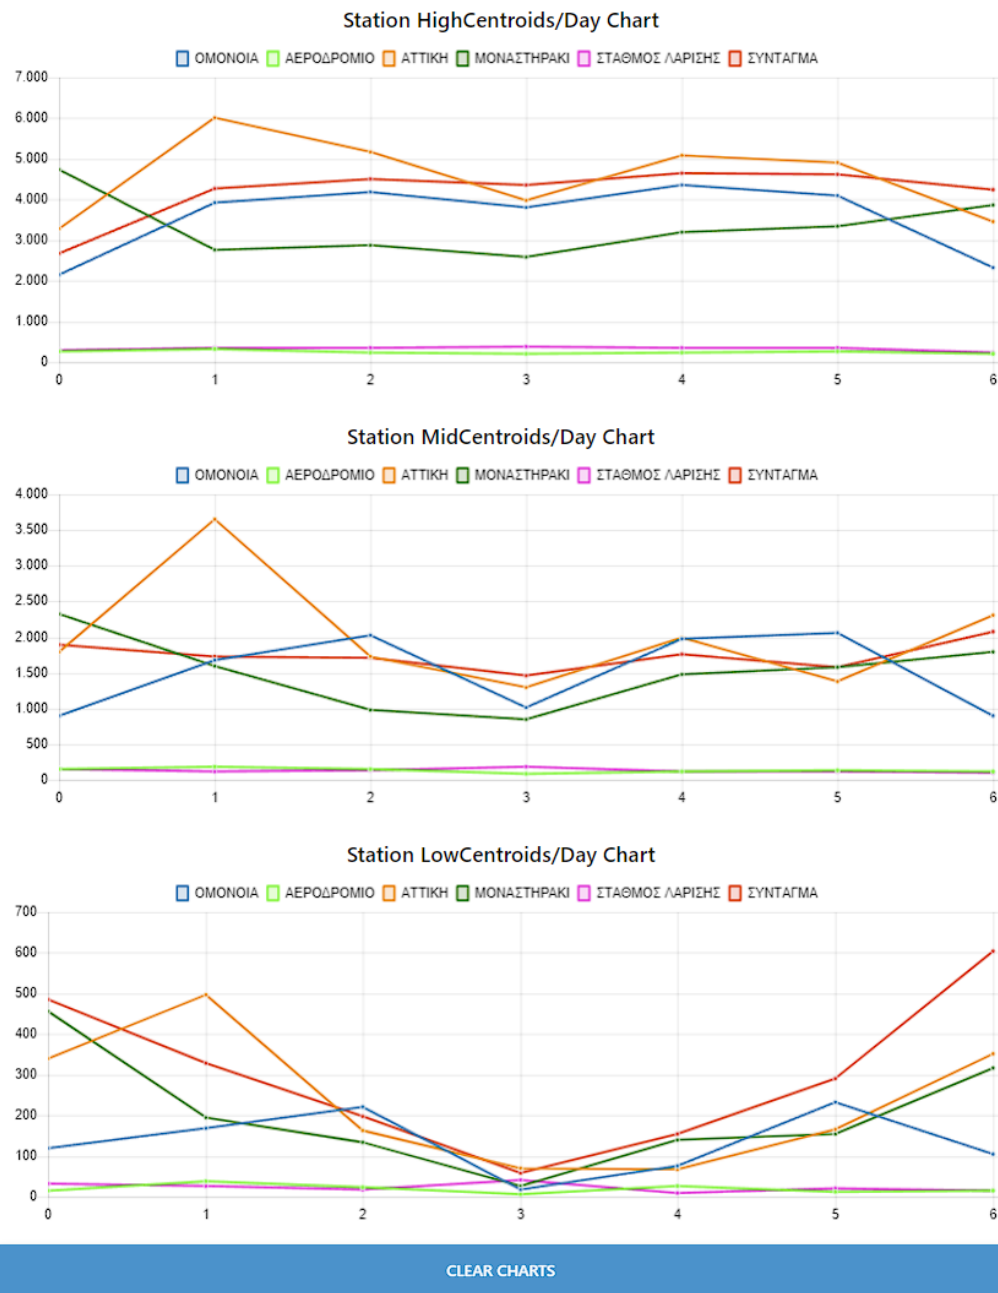 Station HighCentroids/Day Chart
ΟΜΟΝΟΙΑ ΑΕΡΟΔΡΟΜΙΟ ΑΤΤΙΚΗ ΜΟΝΑΣΤΗΡΑΚΙ ΣΤΑΘΜΟΣ ΛΑΡΙΣΗΣ ΣΥΝΤΑΓΜΑ
7.000
6.000
5.000
4.000
3.000
2.000
1.000
0
0 1 2 3 4 5 6
Station MidCentroids/Day Chart
ΟΜΟΝΟΙΑ ΑΕΡΟΔΡΟΜΙΟ ΑΤΤΙΚΗ ΜΟΝΑΣΤΗΡΑΚΙ ΣΤΑΘΜΟΣ ΛΑΡΙΣΗΣ ΣΥΝΤΑΓΜΑ
4.000
3.500
3.000
2.500
2.000
1.500
1.000
500
0
0 1 2 3 4 5 6
Station LowCentroids/Day Chart
ΟΜΟΝΟΙΑ ΑΕΡΟΔΡΟΜΙΟ ΑΤΤΙΚΗ ΜΟΝΑΣΤΗΡΑΚΙ ΣΤΑΘΜΟΣ ΛΑΡΙΣΗΣ ΣΥΝΤΑΓΜΑ
700
600
500
400
300
200
100
0
0 1 2 3 4 5 6
CLEAR CHARTS